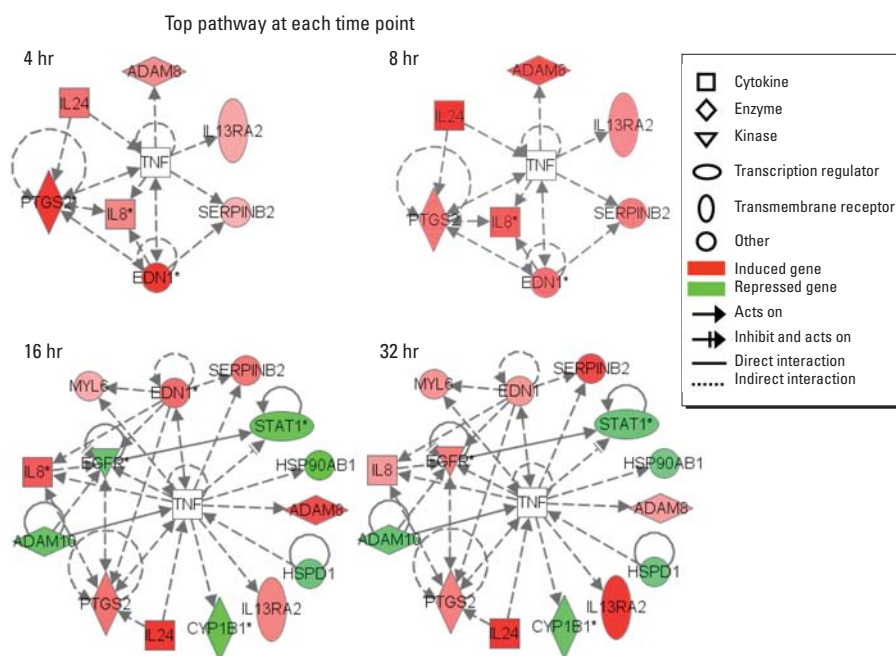 Top pathway at each time point
4 hr
ADAM8
IL24
IL13RA2
TNF
PTGS2*
IL8*
SERPINB2
EDN1*
8 hr
ADAM8
IL24
IL13RA2
TNF
PTGS2
IL8*
SERPINB2
EDN1*
16 hr
SERPINB2
MYL6
EDN1*
STAT1*
EGFR*
IL8*
HSP90AB1
TNF
ADAM8
ADAM10
HSPD1
PTGS2
IL13RA2
IL24
CYP1B1*
32 hr
SERPINB2
MYL6
EDN1
STAT1*
EGFR*
IL8
HSP90AB1
TNF
ADAM8
ADAM10
HSPD1
PTGS2
IL13RA2
IL24
CYP1B1*
Cytokine
Enzyme
Kinase
Transcription regulator
Transmembrane receptor
Other
Induced gene
Repressed gene
Acts on
Inhibit and acts on
Direct interaction
Indirect interaction